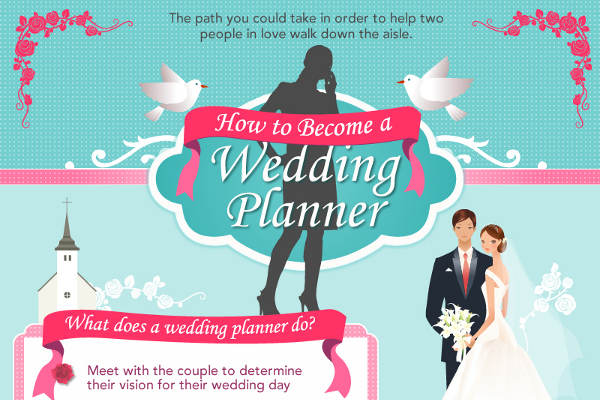 The path you could take in order to help two
people in love walk down the aisle.
How to Become a
Wedding
Planner
What does a wedding planner do?
Meet with the couple to determine
their vision for their wedding day